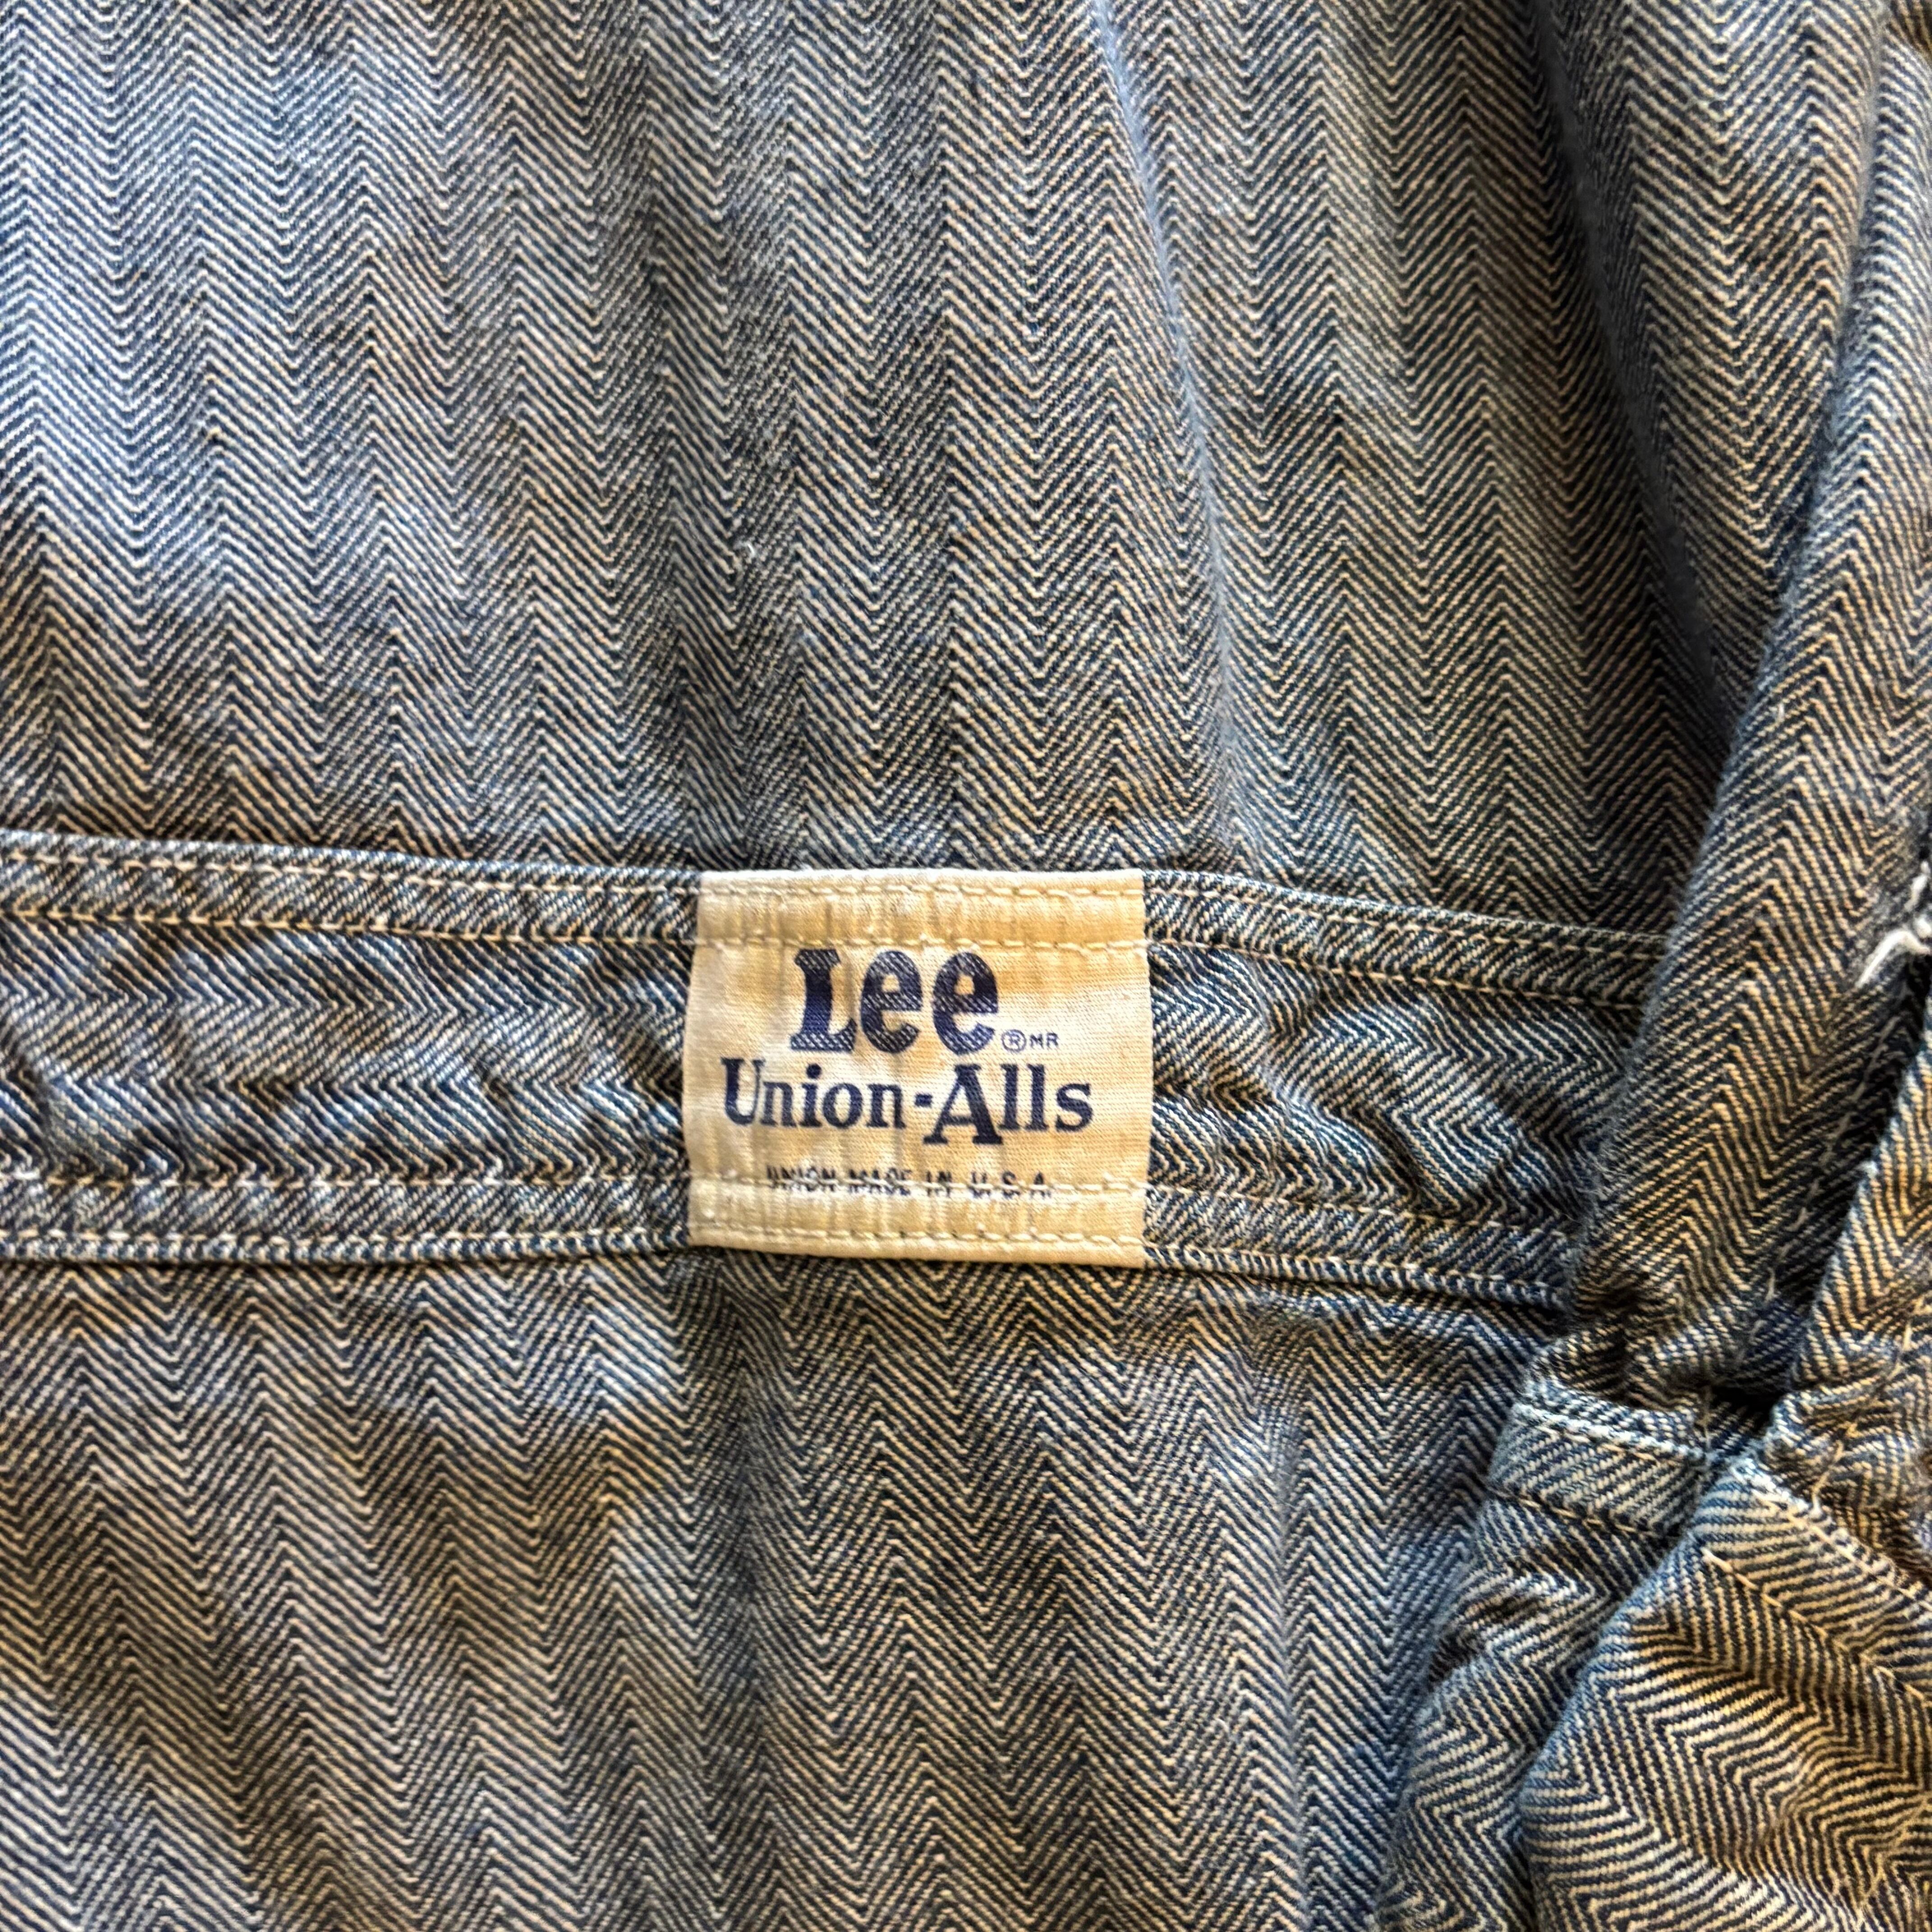 Lee ® MR
Union-Alls
UNION MADE IN U.S.A.